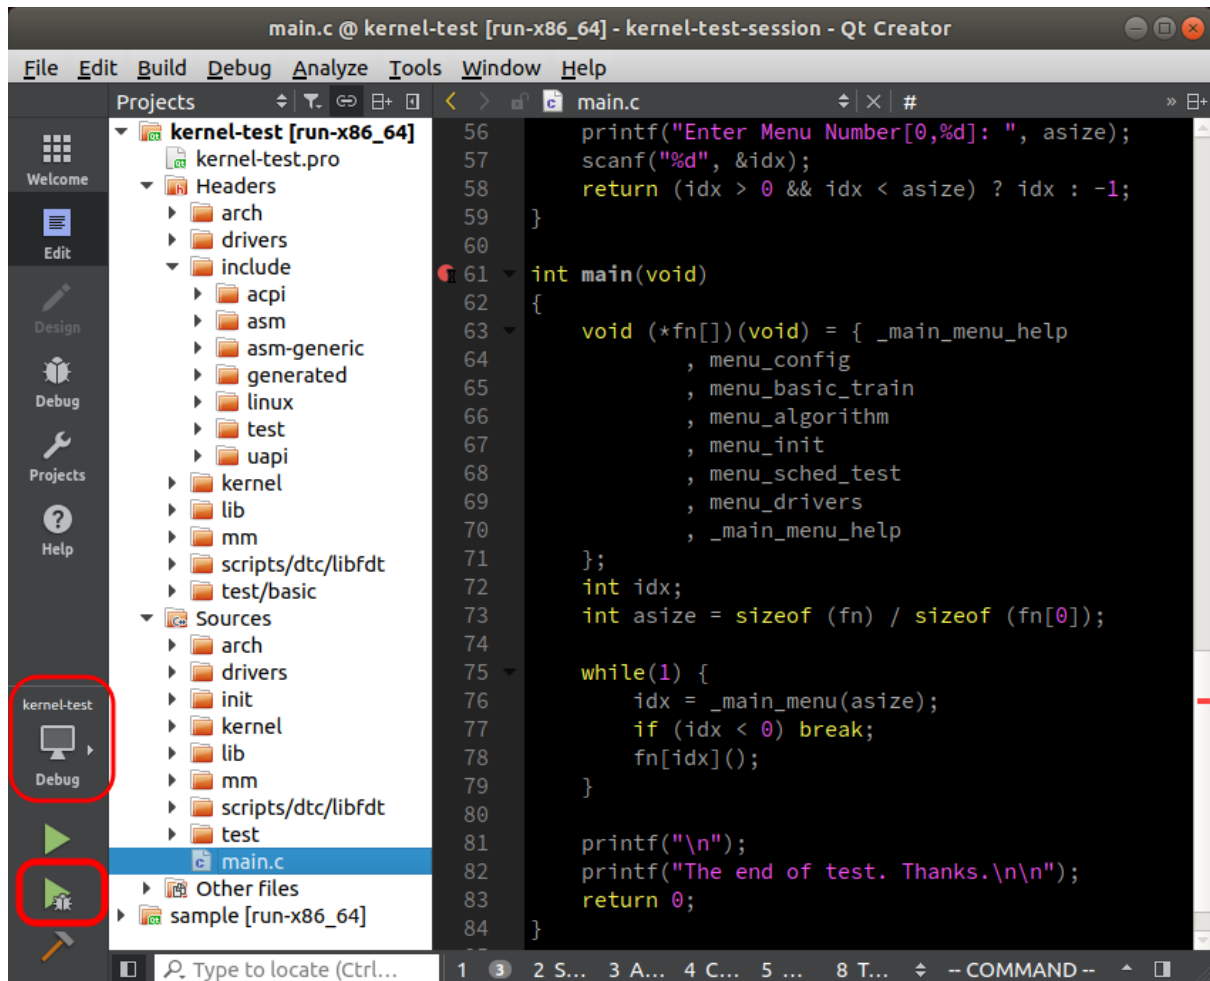 main.c @ kernel-test [run-x86_64] - kernel-test-session - Qt Creator
File Edit Build Debug Analyze Tools Window Help
Projects
main.c
#
»
Welcome
Edit
Design
Debug
Projects
Help
kernel-test
Debug
kernel-test [run-x86_64]
kernel-test.pro
Headers
arch
drivers
include
acpi
asm
asm-generic
generated
linux
test
uapi
kernel
lib
mm
scripts/dtc/libfdt
test/basic
Sources
arch
drivers
init
kernel
lib
mm
scripts/dtc/libfdt
test
main.c
Other files
sample [run-x86_64]
56 printf("Enter Menu Number[0,%d]: ", asize);
57 scanf("%d", &idx);
58 return (idx > 0 && idx < asize) ? idx : -1;
59 }
60
61 int main(void)
62 {
63 void (*fn[])(void) = { _main_menu_help
64 , menu_config
65 , menu_basic_train
66 , menu_algorithm
67 , menu_init
68 , menu_sched_test
69 , menu_drivers
70 , _main_menu_help
71 };
72 int idx;
73 int asize = sizeof (fn) / sizeof (fn[0]);
74
75 while(1) {
76 idx = _main_menu(asize);
77 if (idx < 0) break;
78 fn[idx]();
79 }
80
81 printf("\n");
82 printf("The end of test. Thanks.\n\n");
83 return 0;
84 }
Type to locate (Ctrl...
1 3 2 S... 3 A... 4 C... 5 ... 8 T... -- COMMAND --